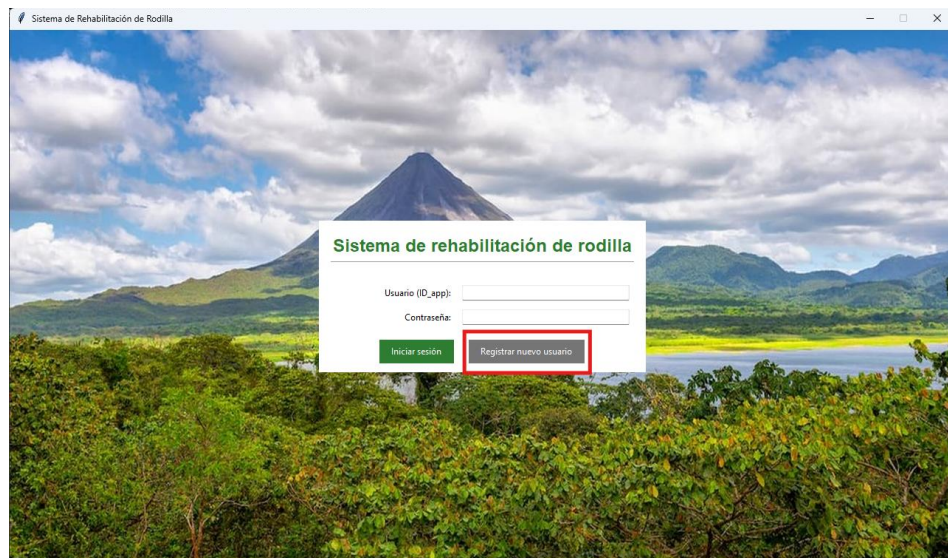 Sistema de Rehabilitación de Rodilla
Sistema de rehabilitación de rodilla
Usuario (ID_app):
Contraseña:
Iniciar sesión
Registrar nuevo usuario